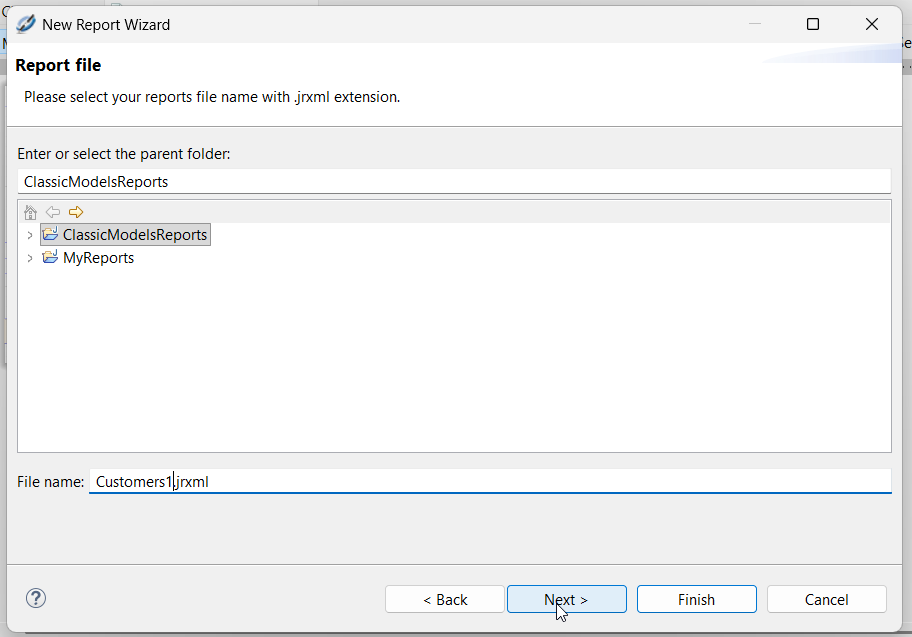 New Report Wizard
Report file
Please select your reports file name with .jrxml extension.
Enter or select the parent folder:
ClassicModelsReports
ClassicModelsReports
MyReports
File name: Customers1.jrxml
< Back Next > Finish Cancel